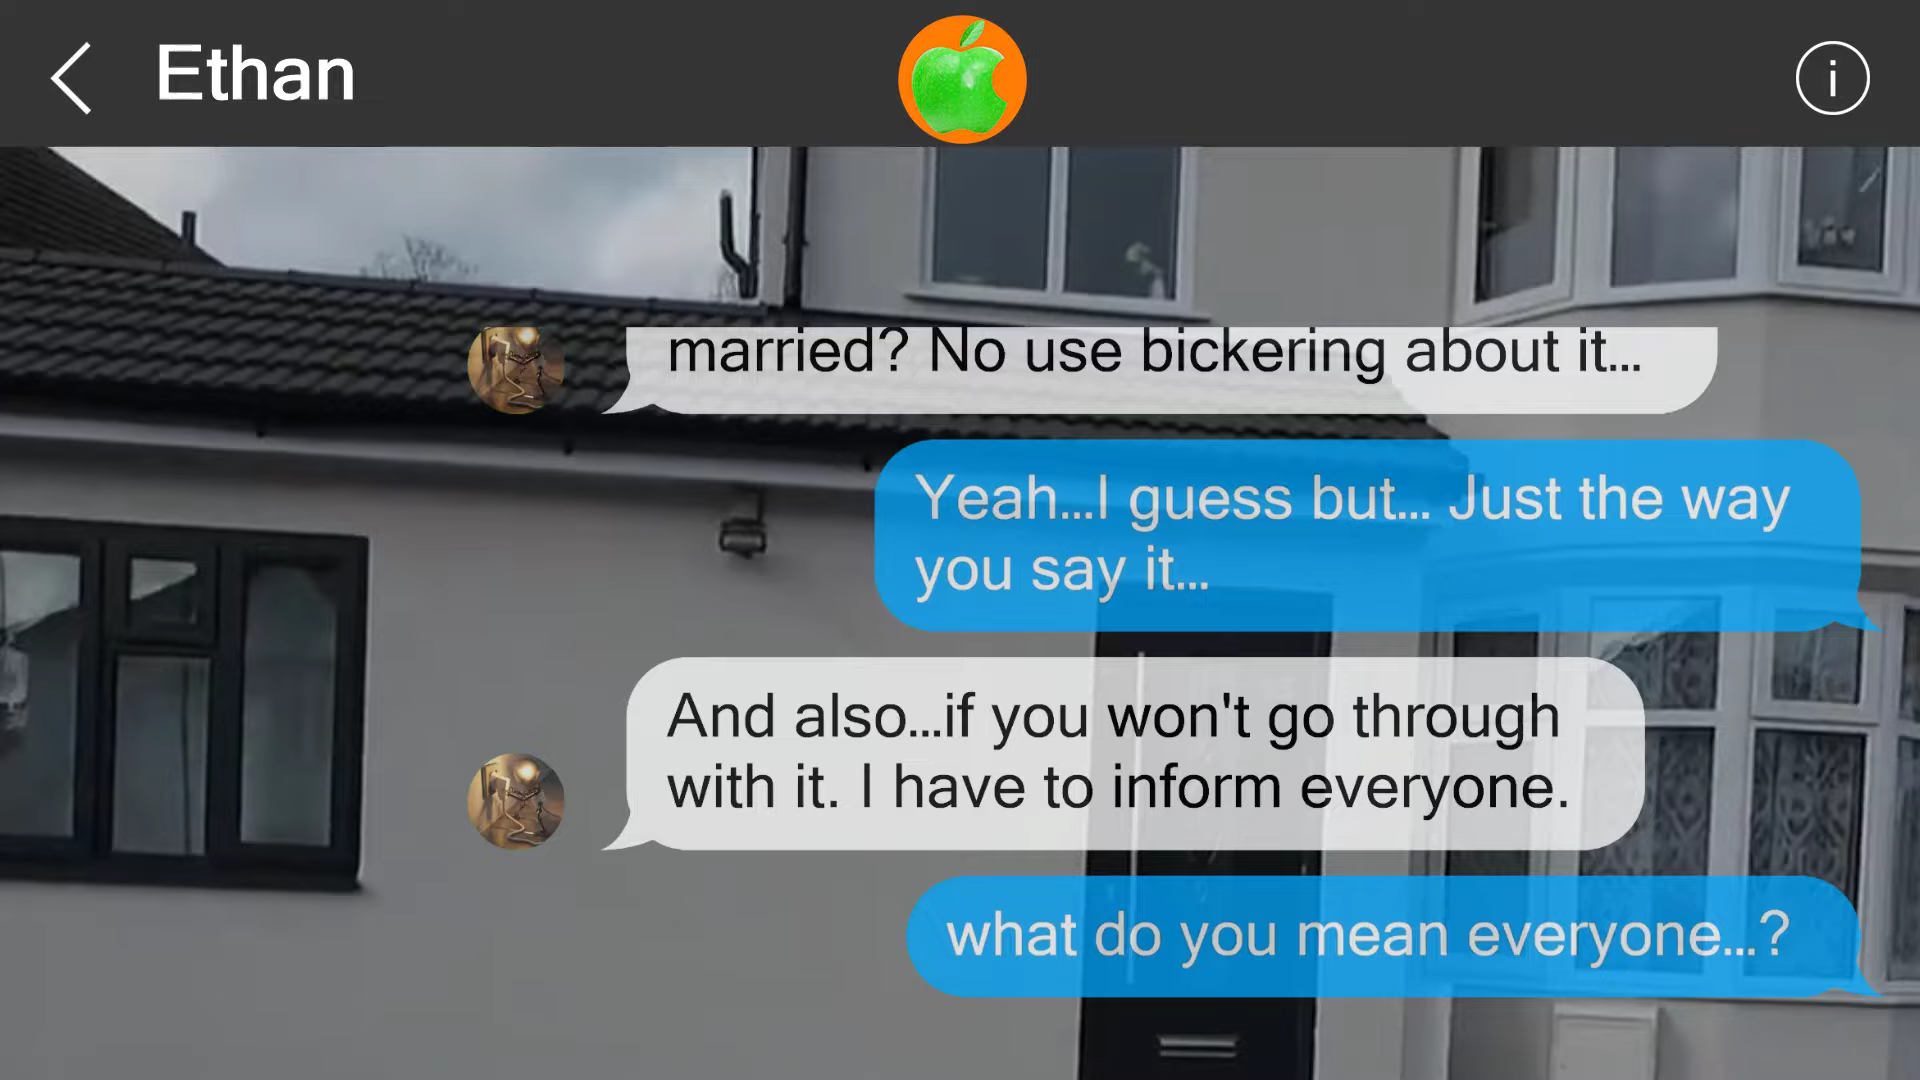 Ethan
i
married? No use bickering about it...
Yeah...I guess but... Just the way
you say it...
And also...if you won't go through
with it. I have to inform everyone.
what do you mean everyone...?